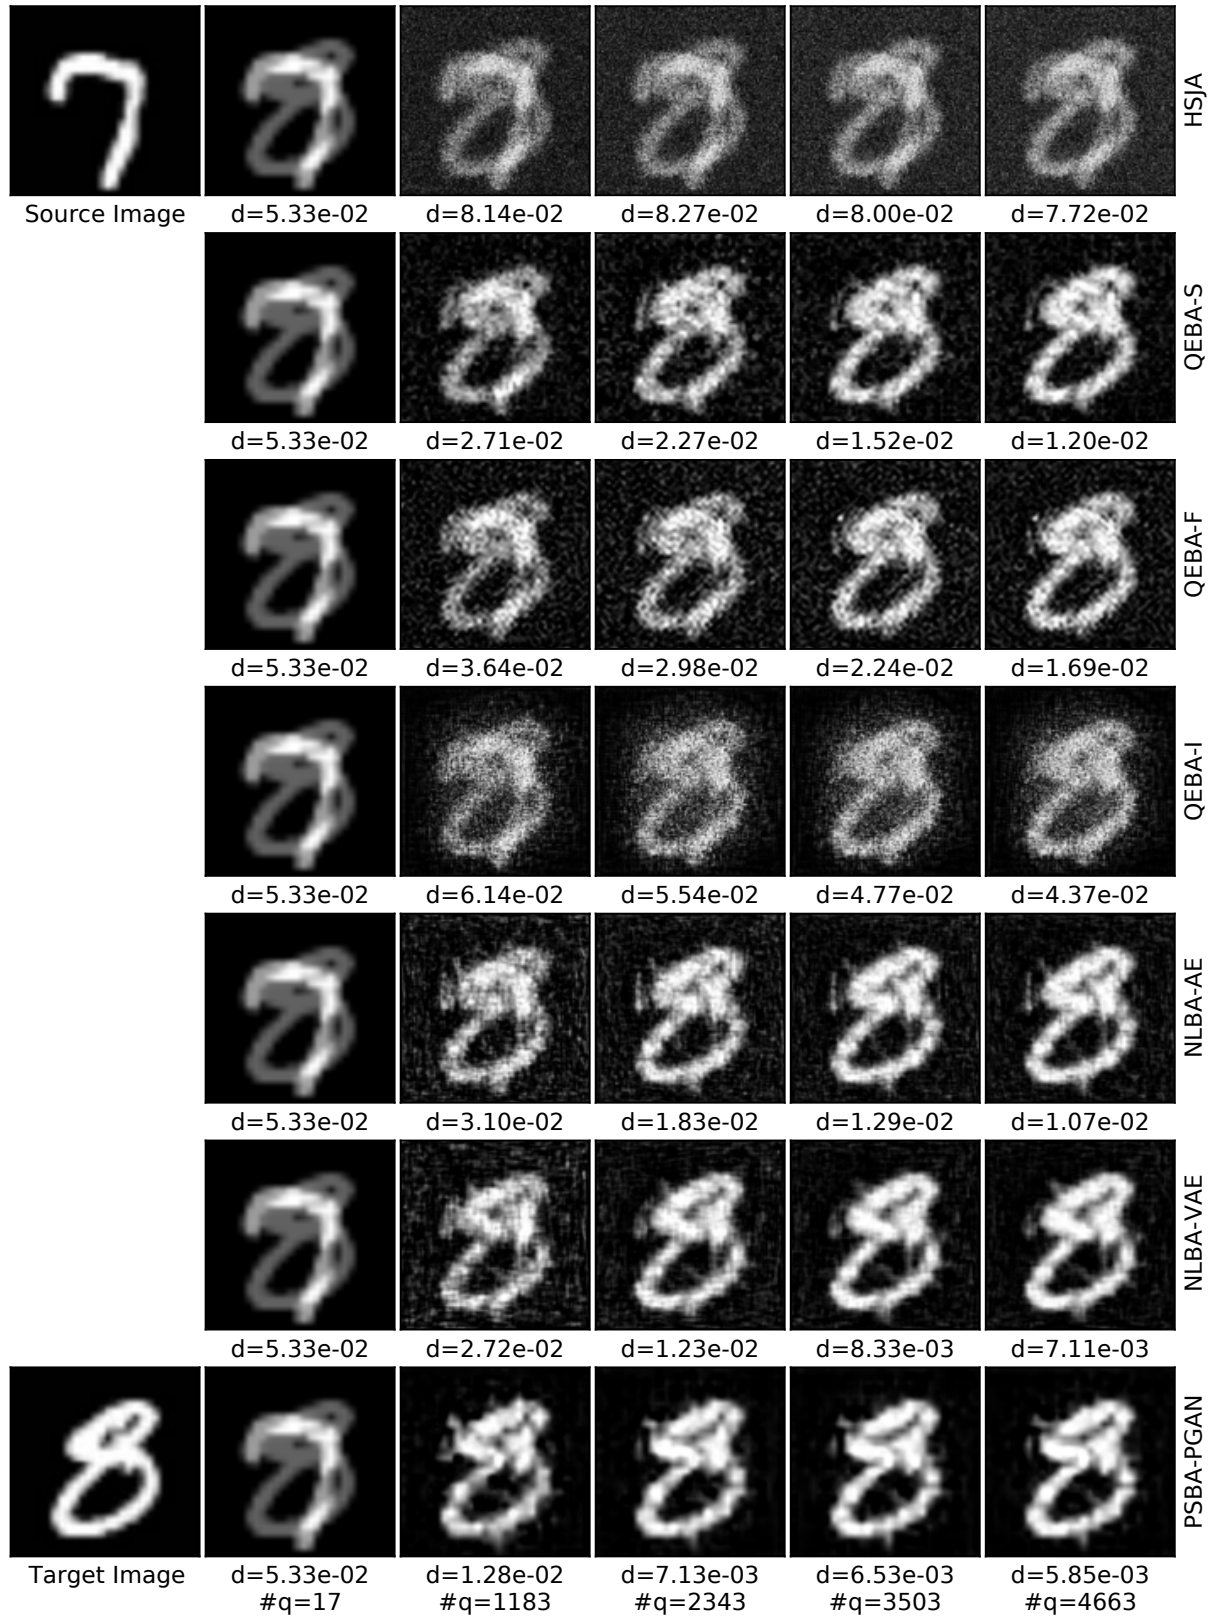 HSJA
Source Image d=5.33e-02 d=8.14e-02 d=8.27e-02 d=8.00e-02 d=7.72e-02
QEBA-S
d=5.33e-02 d=2.71e-02 d=2.27e-02 d=1.52e-02 d=1.20e-02
QEBA-F
d=5.33e-02 d=3.64e-02 d=2.98e-02 d=2.24e-02 d=1.69e-02
QEBA-I
d=5.33e-02 d=6.14e-02 d=5.54e-02 d=4.77e-02 d=4.37e-02
NLBA-AE
d=5.33e-02 d=3.10e-02 d=1.83e-02 d=1.29e-02 d=1.07e-02
NLBA-VAE
d=5.33e-02 d=2.72e-02 d=1.23e-02 d=8.33e-03 d=7.11e-03
PSBA-PGAN
Target Image d=5.33e-02 d=1.28e-02 d=7.13e-03 d=6.53e-03 d=5.85e-03
#q=17 #q=1183 #q=2343 #q=3503 #q=4663